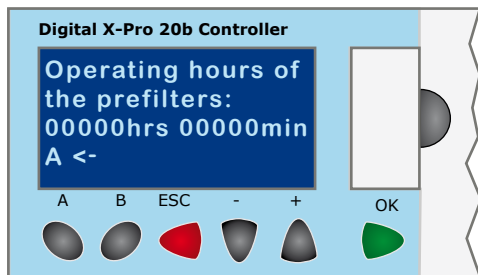 Digital X-Pro 20b Controller
Operating hours of
the prefilters:
00000hrs 00000min
A <-
A B ESC - + OK